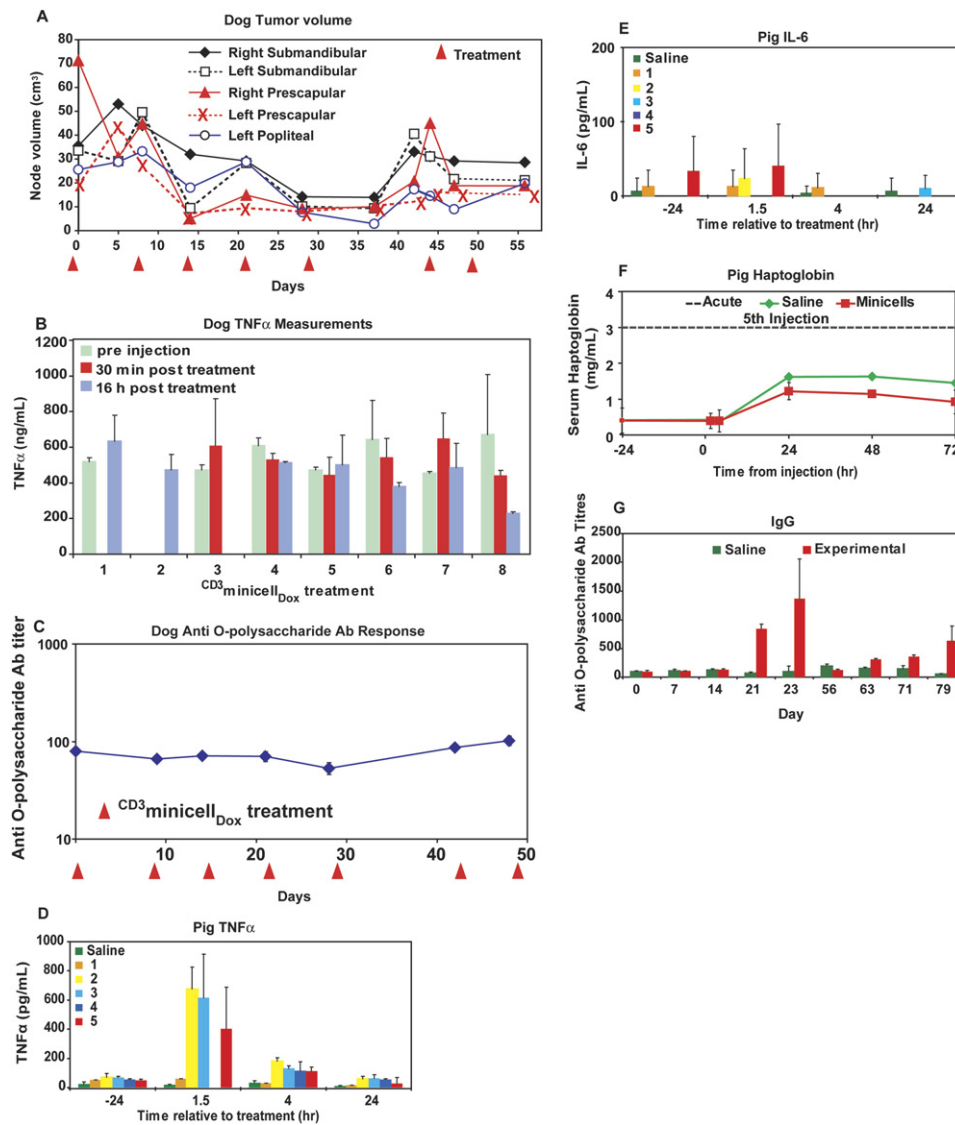 A
Dog Tumor volume
Node volume (cm³)
80
70
60
50
40
30
20
10
0
Right Submandibular
Left Submandibular
Right Prescapular
Left Prescapular
Left Popliteal
Treatment
0 5 10 15 20 25 30 35 40 45 50 55
Days
B
Dog TNFα Measurements
TNFα (ng/mL)
1200
1000
800
600
400
200
0
pre injection
30 min post treatment
16 h post treatment
1 2 3 4 5 6 7 8
CD3minicellDox treatment
C
Dog Anti O-polysaccharide Ab Response
Anti O-polysaccharide Ab titer
1000
100
10
CD3minicellDox treatment
10 20 30 40 50
Days
D
Pig TNFα
TNFα (pg/mL)
1000
800
600
400
200
0
Saline
1
2
3
4
5
-24 1.5 4 24
Time relative to treatment (hr)
E
Pig IL-6
IL-6 (pg/mL)
200
100
0
Saline
1
2
3
4
5
-24 1.5 4 24
Time relative to treatment (hr)
F
Pig Haptoglobin
Serum Haptoglobin
(mg/mL)
4
3
2
1
0
Acute Saline Minicells
5th Injection
-24 0 24 48 72
Time from injection (hr)
G
IgG
Anti O-polysaccharide Ab Titres
2500
2000
1500
1000
500
0
Saline Experimental
0 7 14 21 23 56 63 71 79
Day